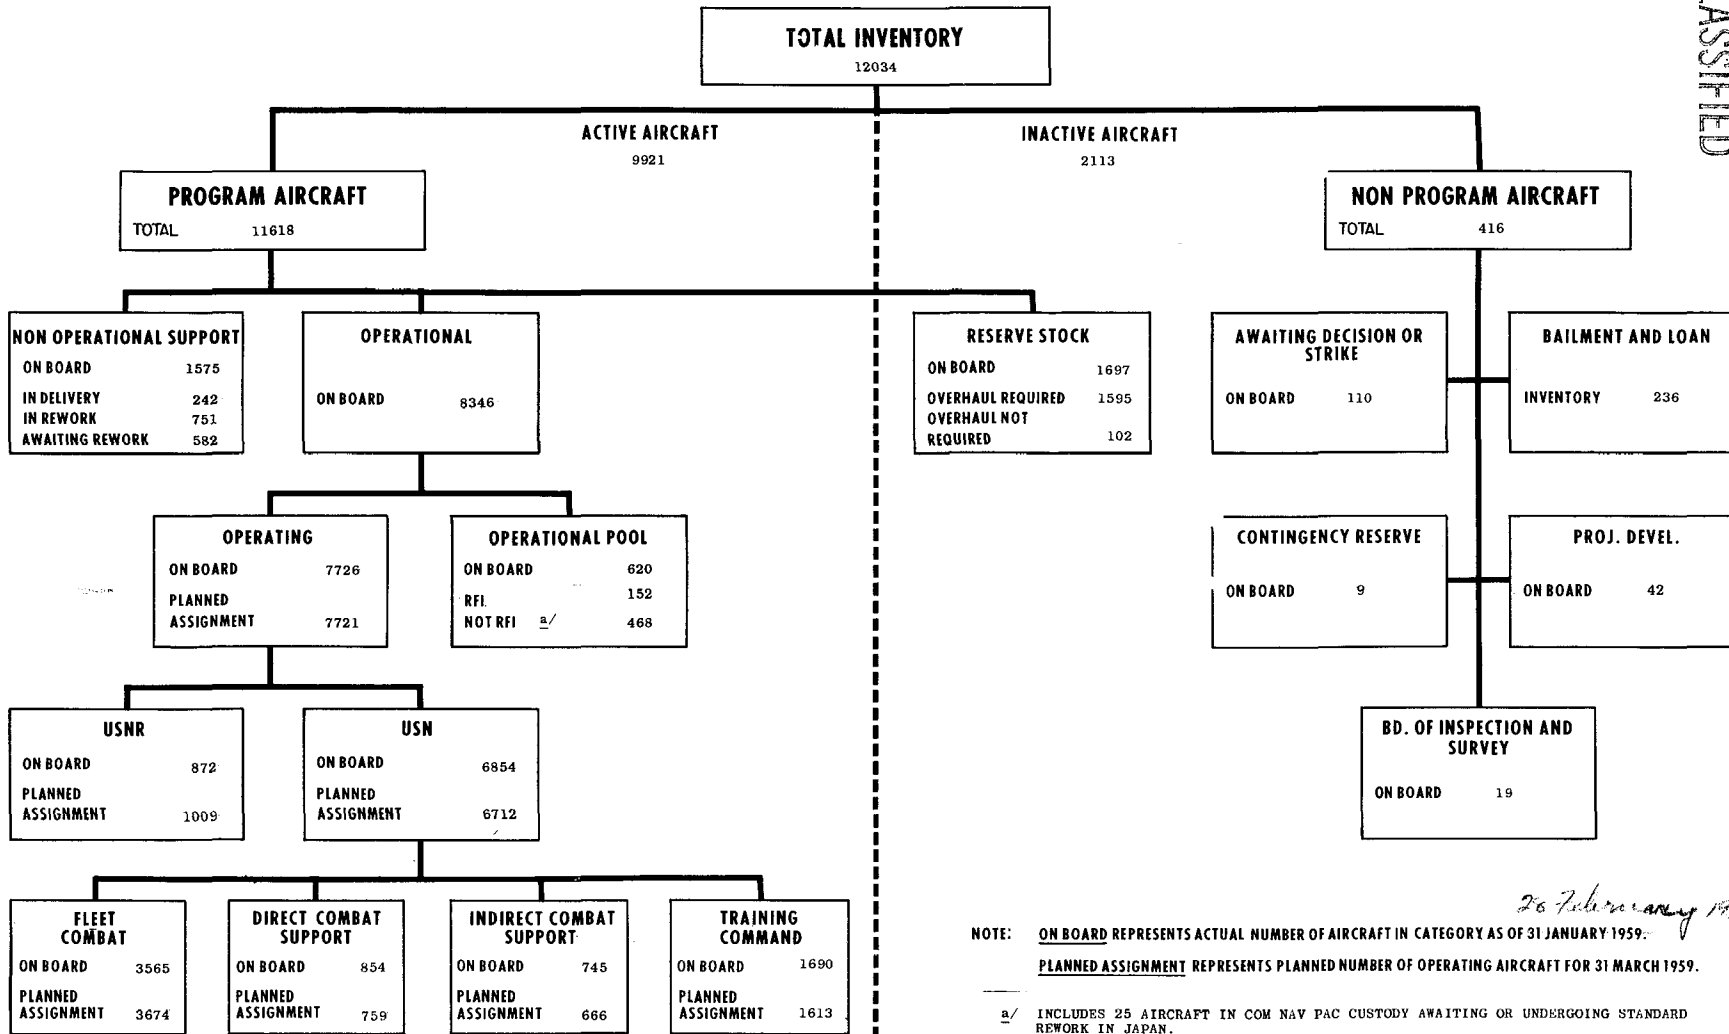 TOTAL INVENTORY
12034
ACTIVE AIRCRAFT
9921
INACTIVE AIRCRAFT
2113
PROGRAM AIRCRAFT
TOTAL 11618
NON PROGRAM AIRCRAFT
TOTAL 416
NON OPERATIONAL SUPPORT
ON BOARD 1575
IN DELIVERY 242
IN REWORK 751
AWAITING REWORK 582
OPERATIONAL
ON BOARD 8346
RESERVE STOCK
ON BOARD 1697
OVERHAUL REQUIRED 1595
OVERHAUL NOT
REQUIRED 102
AWAITING DECISION OR
STRIKE
ON BOARD 110
BAILMENT AND LOAN
INVENTORY 236
OPERATING
ON BOARD 7726
PLANNED
ASSIGNMENT 7721
OPERATIONAL POOL
ON BOARD 620
RFI 152
NOT RFI a/ 468
CONTINGENCY RESERVE
ON BOARD 9
PROJ. DEVEL.
ON BOARD 42
USNR
ON BOARD 872
PLANNED
ASSIGNMENT 1009
USN
ON BOARD 6854
PLANNED
ASSIGNMENT 6712
BD. OF INSPECTION AND
SURVEY
ON BOARD 19
FLEET
COMBAT
ON BOARD 3565
PLANNED
ASSIGNMENT 3674
DIRECT COMBAT
SUPPORT
ON BOARD 854
PLANNED
ASSIGNMENT 759
INDIRECT COMBAT
SUPPORT
ON BOARD 745
PLANNED
ASSIGNMENT 666
TRAINING
COMMAND
ON BOARD 1690
PLANNED
ASSIGNMENT 1613
February
NOTE: ON BOARD REPRESENTS ACTUAL NUMBER OF AIRCRAFT IN CATEGORY AS OF 31 JANUARY 1959.
PLANNED ASSIGNMENT REPRESENTS PLANNED NUMBER OF OPERATING AIRCRAFT FOR 31 MARCH 1959.
a/ INCLUDES 25 AIRCRAFT IN COM NAV PAC CUSTODY AWAITING OR UNDERGOING STANDARD
REWORK IN JAPAN.